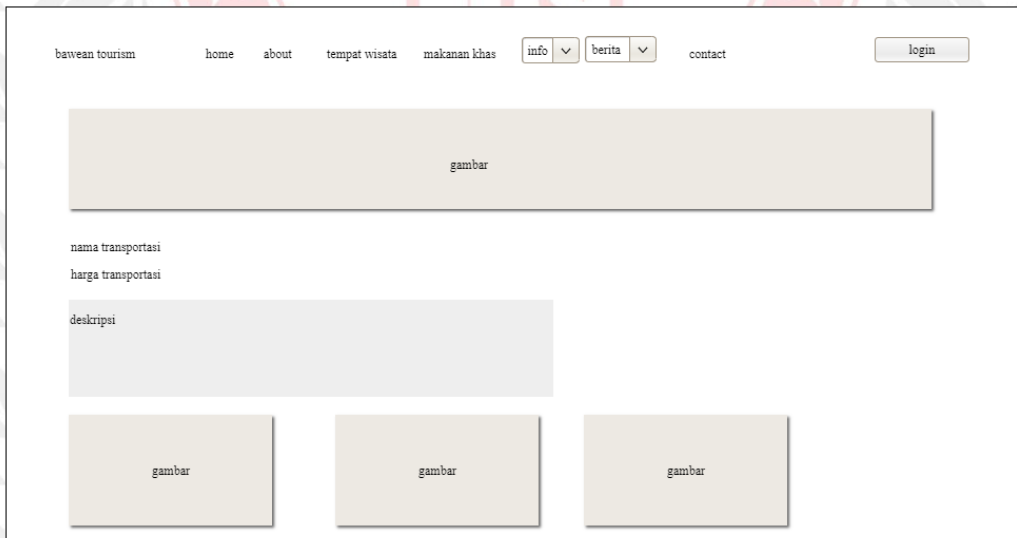 bawean tourism home about tempat wisata makanan khas info berita contact login
gambar
nama transportasi
harga transportasi
deskripsi
gambar gambar gambar